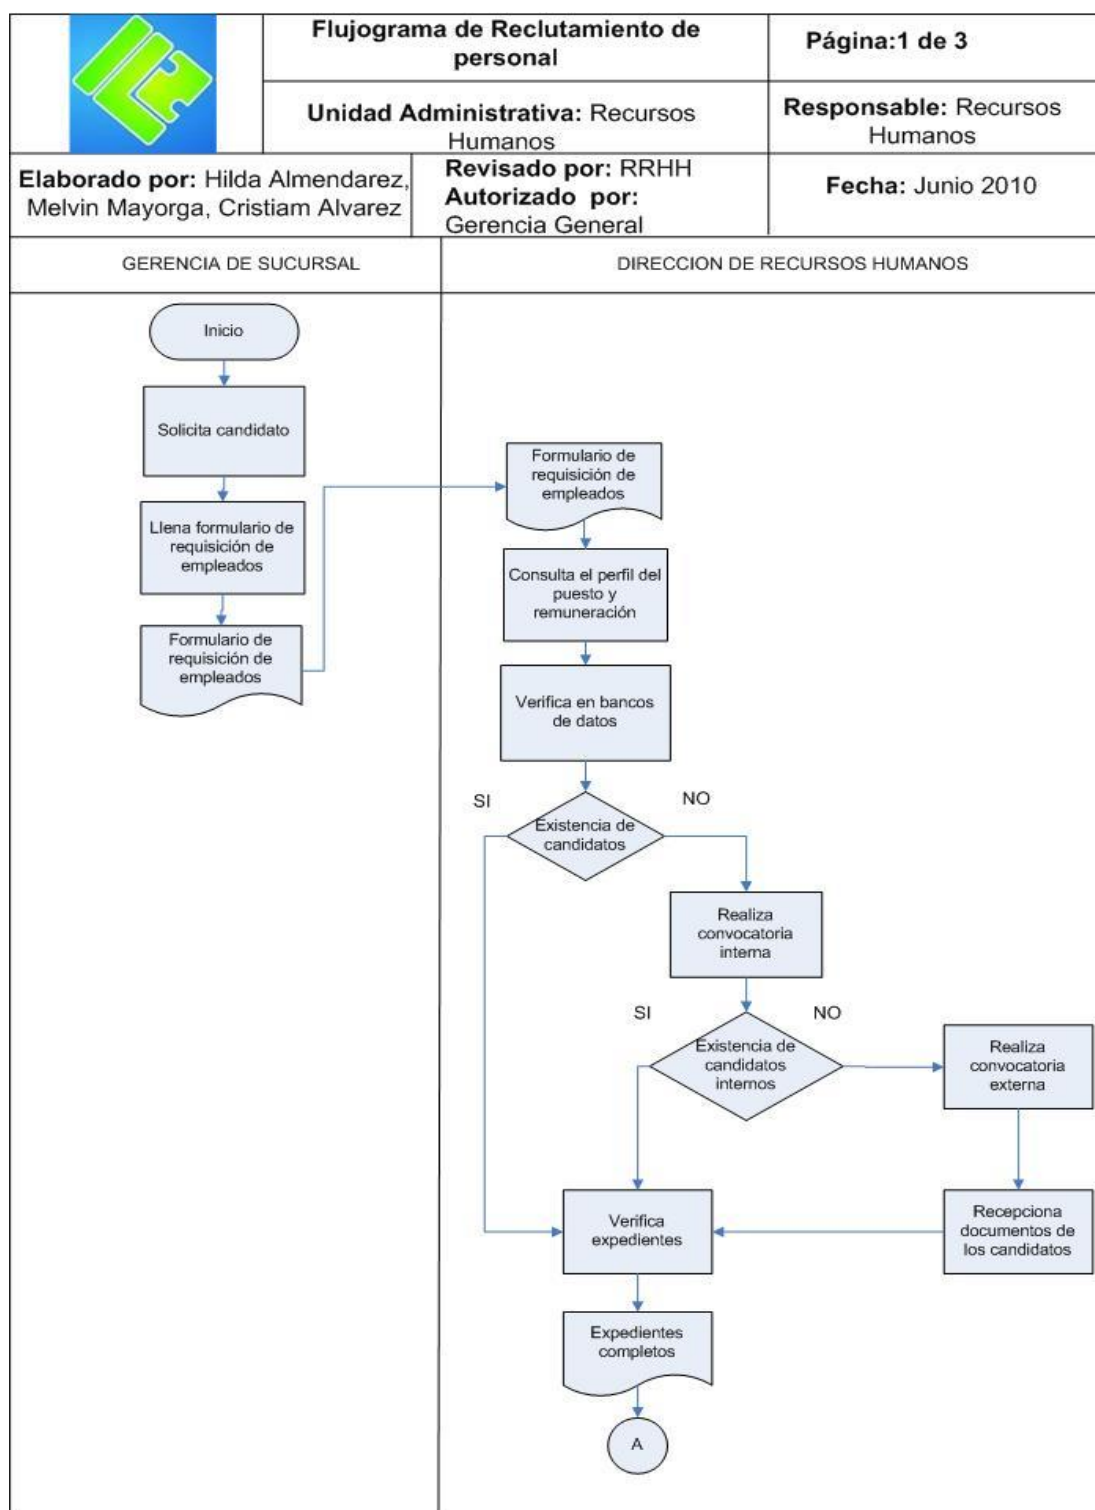 Flujograma de Reclutamiento de
personal
Página:1 de 3
Unidad Administrativa: Recursos
Humanos
Responsable: Recursos
Humanos
Elaborado por: Hilda Almendarez,
Melvin Mayorga, Cristiam Alvarez
Revisado por: RRHH
Autorizado por:
Gerencia General
Fecha: Junio 2010
GERENCIA DE SUCURSAL
DIRECCION DE RECURSOS HUMANOS
Inicio
Solicita candidato
Llena formulario de
requisición de
empleados
Formulario de
requisición de
empleados
Formulario de
requisición de
empleados
Consulta el perfil del
puesto y
remuneración
Verifica en bancos
de datos
SI
NO
Existencia de
candidatos
Realiza
convocatoria
interna
SI
NO
Existencia de
candidatos
internos
Realiza
convocatoria
externa
Verifica
expedientes
Recepciona
documentos de
los candidatos
Expedientes
completos
A